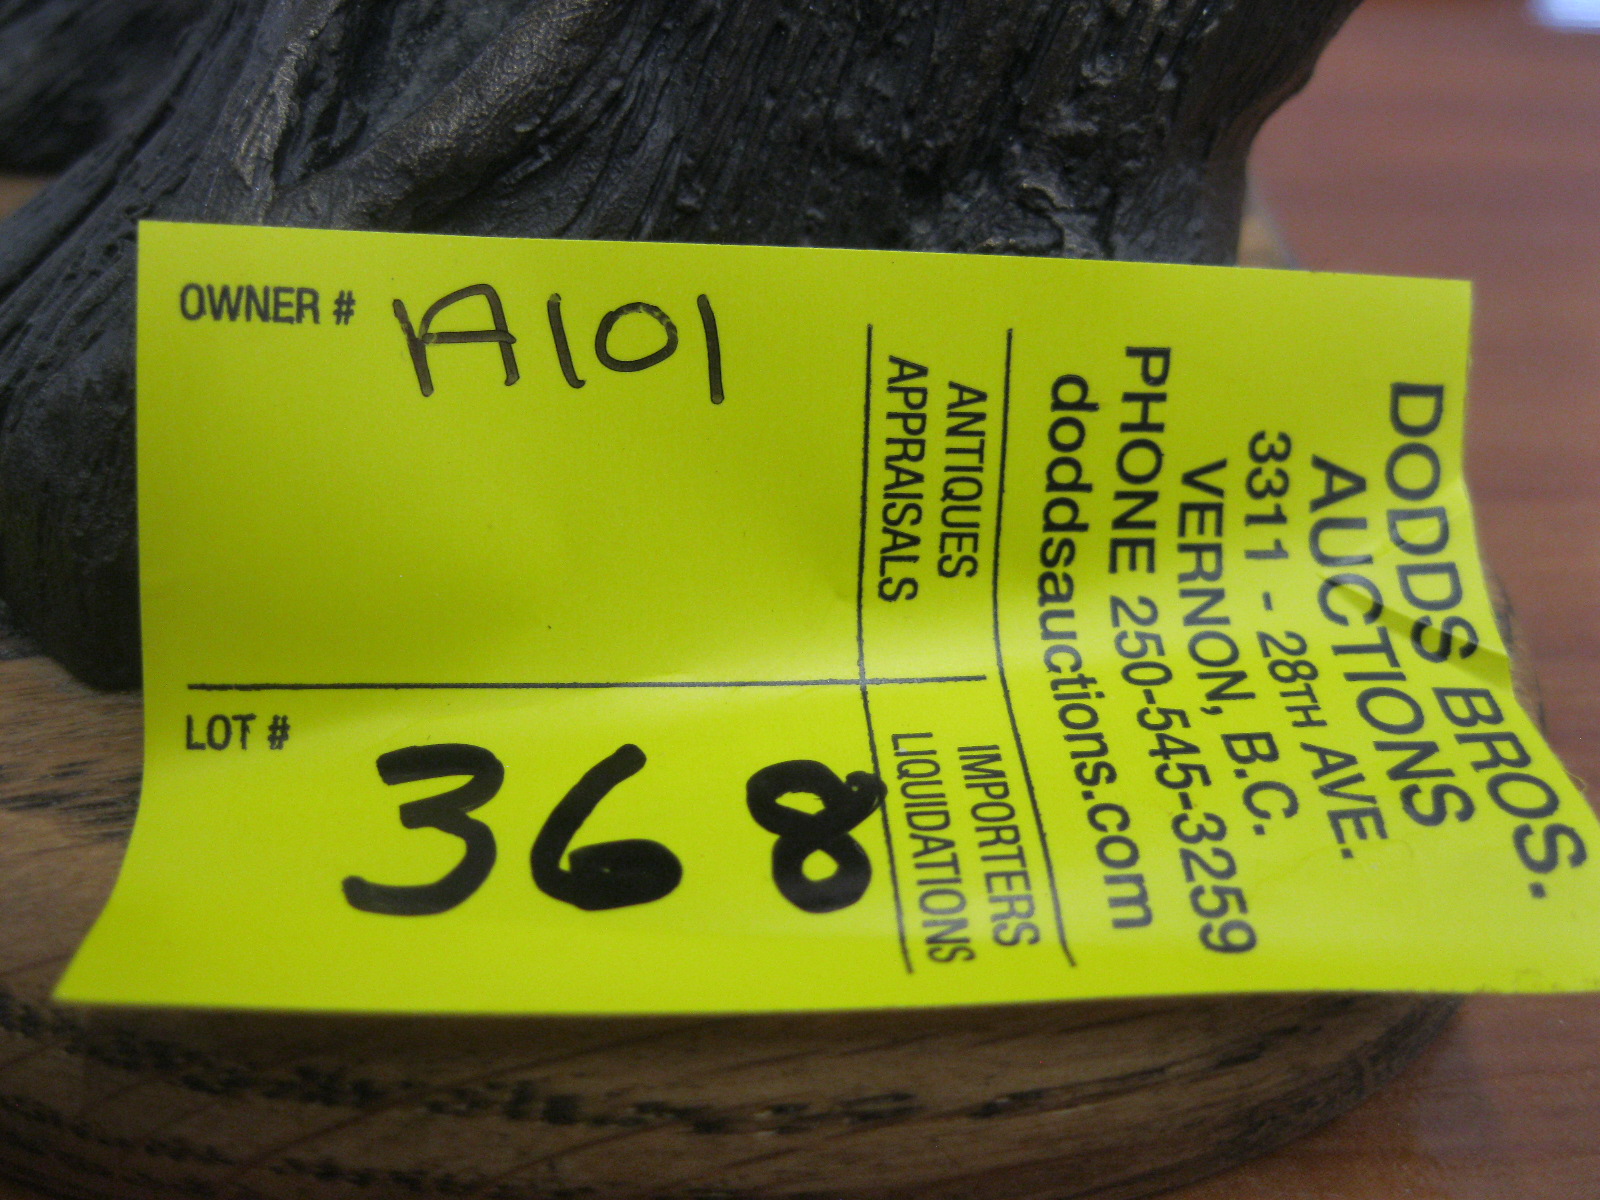 DODDS BROS.
AUCTIONS
3311 - 28TH AVE.
VERNON, B.C.
PHONE 250-545-3259
doddsauctions.com
ANTIQUES
APPRAISALS
IMPORTERS
LIQUIDATIONS
OWNER # A101
LOT # 368